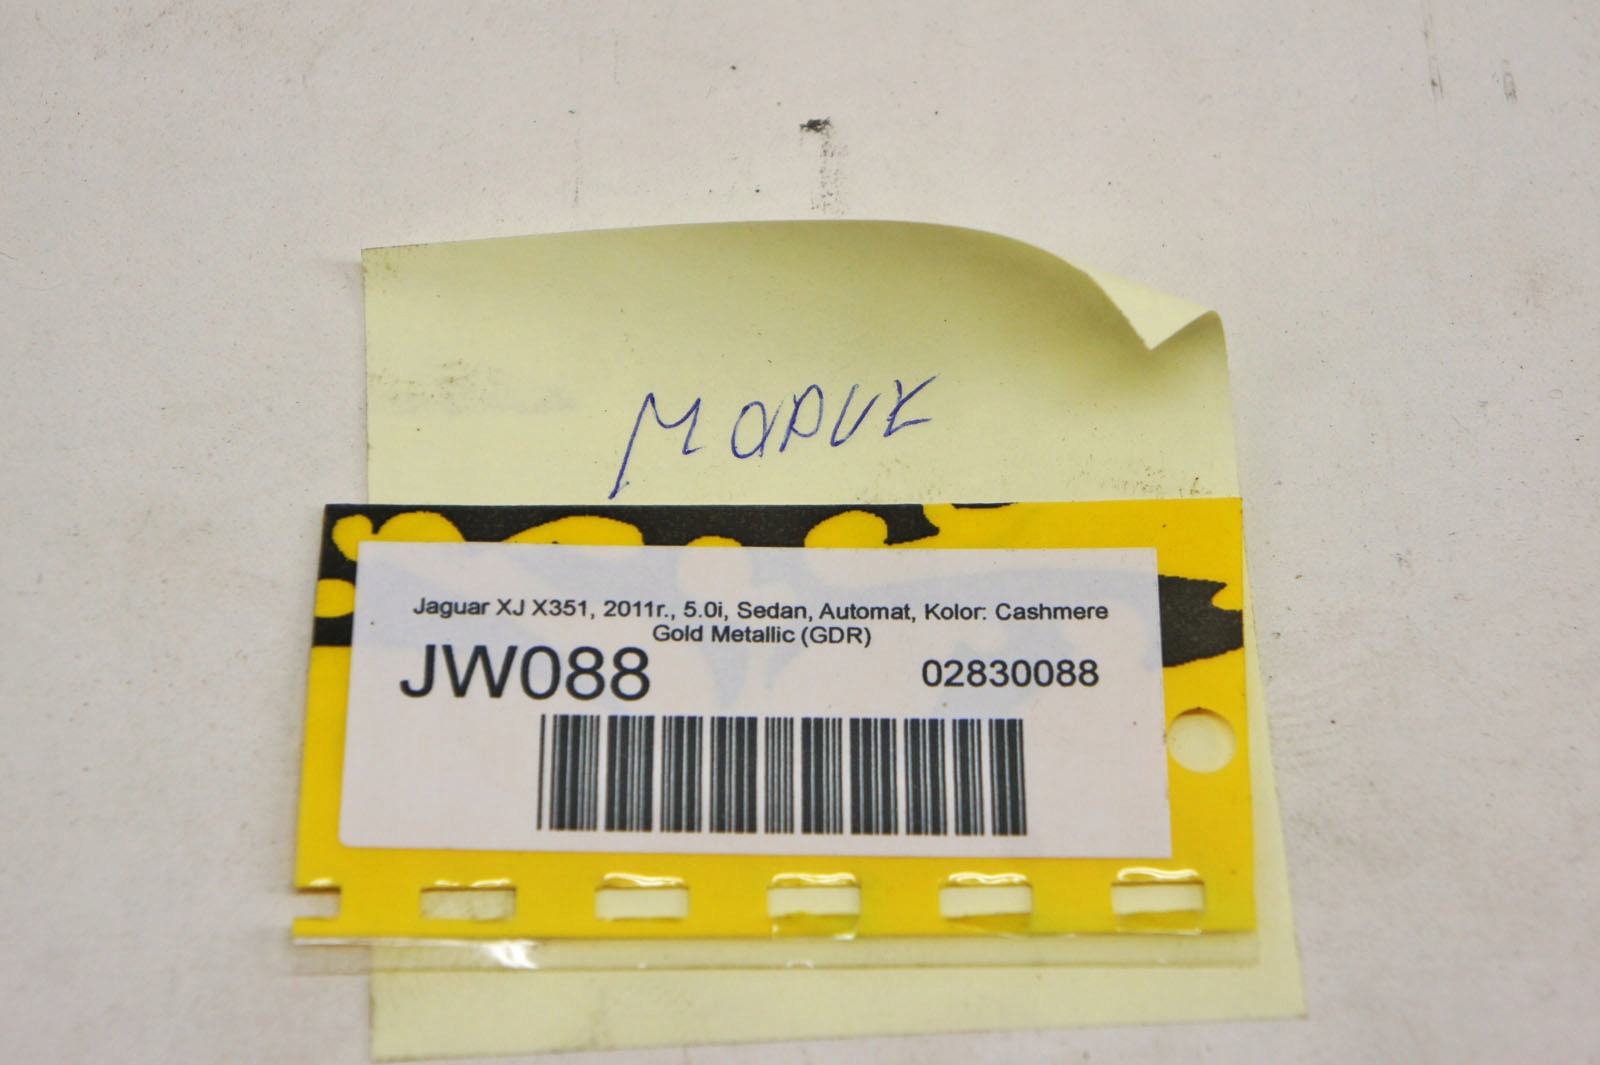 Марик
Jaguar XJ X351, 2011r., 5.0i, Sedan, Automat, Kolor: Cashmere
Gold Metallic (GDR)
JW088 02830088